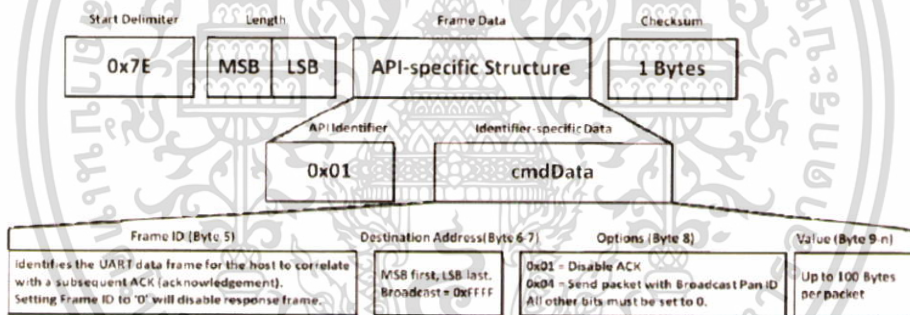 Start Delimiter Length Frame Data Checksum
0x7E MSB LSB API-specific Structure 1 Bytes
API Identifier Identifier-specific Data
0x01 cmdData
Frame ID (Byte 5) Destination Address(Byte 6-7) Options (Byte 8) Value (Byte 9-n)
Identifies the UART data frame for the host to correlate
with a subsequent ACK (acknowledgement).
Setting Frame ID to '0' will disable response frame.
MSB first, LSB last.
Broadcast = 0xFFFF
0x01 = Disable ACK
0x04 = Send packet with Broadcast Pan ID
All other bits must be set to 0.
Up to 100 Bytes
per packet